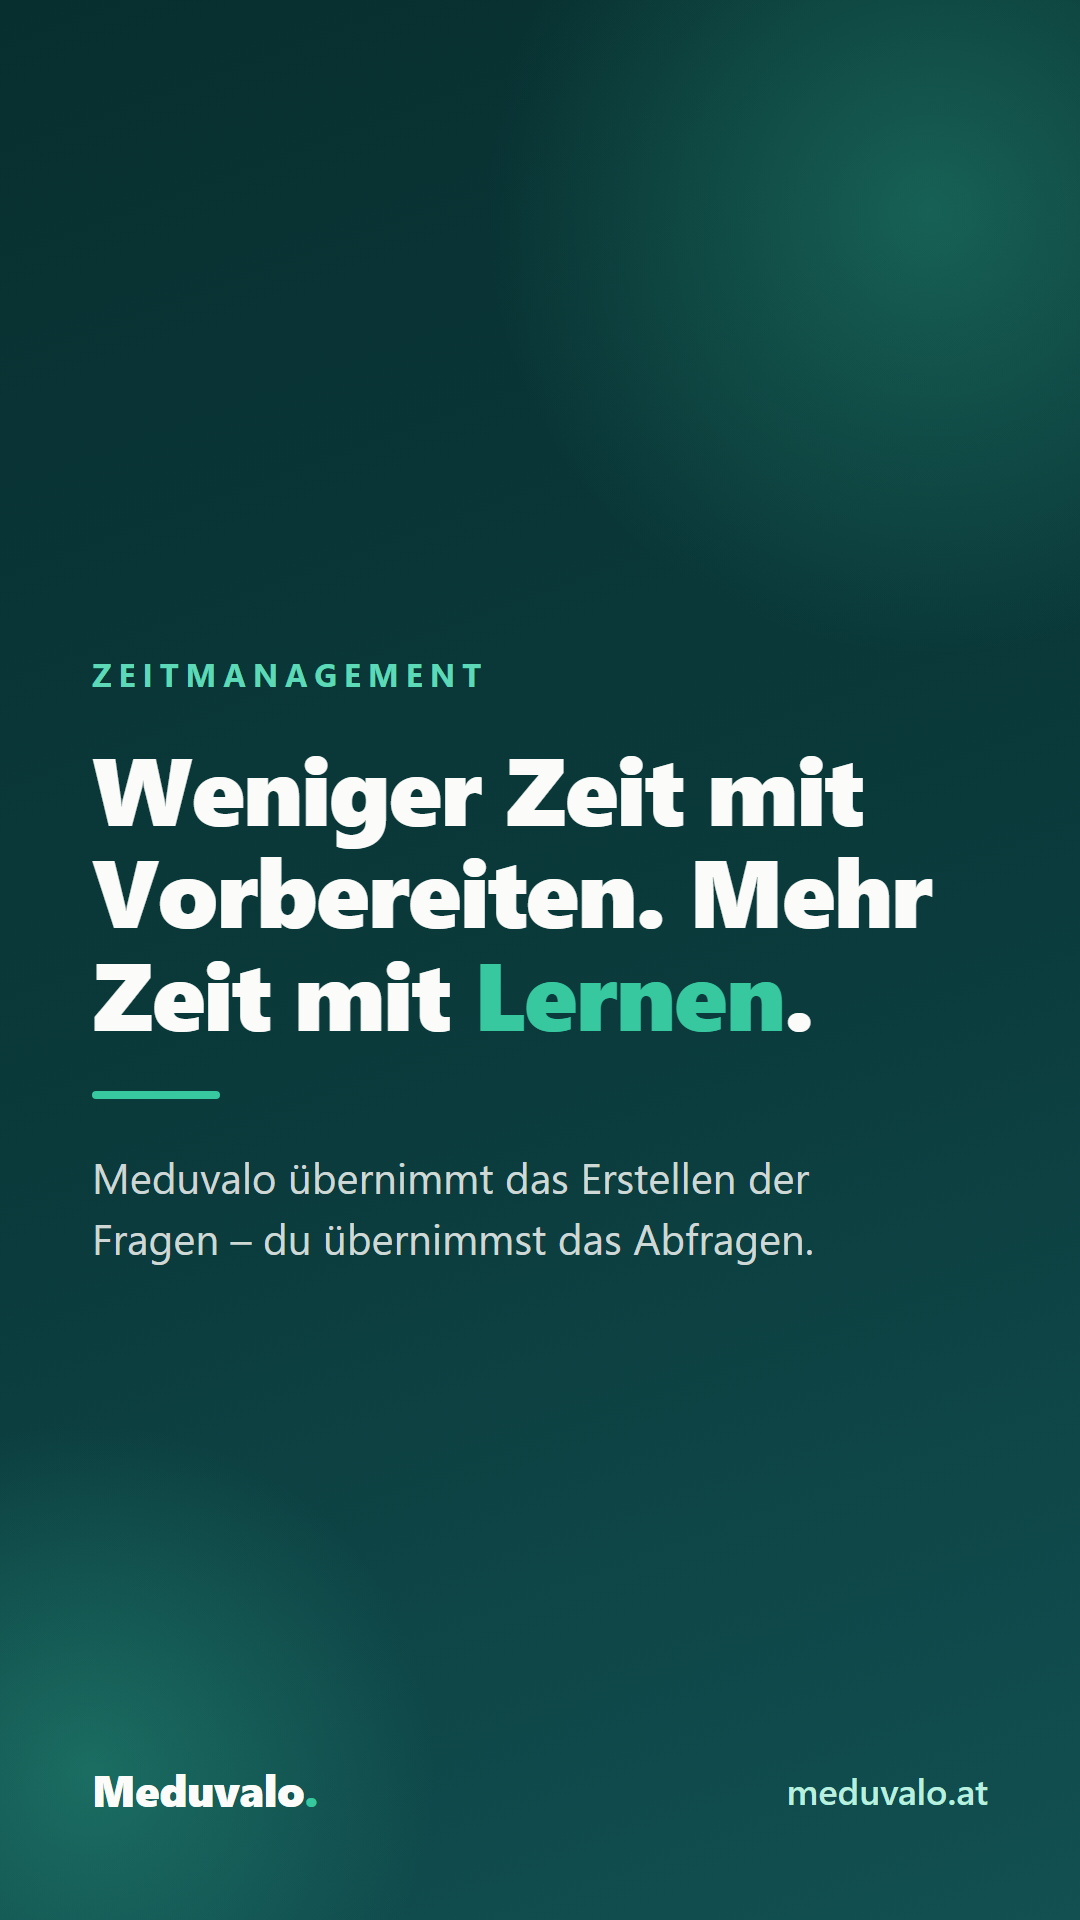 ZEITMANAGEMENT
Weniger Zeit mit
Vorbereiten. Mehr
Zeit mit Lernen.
Meduvalo übernimmt das Erstellen der
Fragen – du übernimmst das Abfragen.
Meduvalo.
meduvalo.at